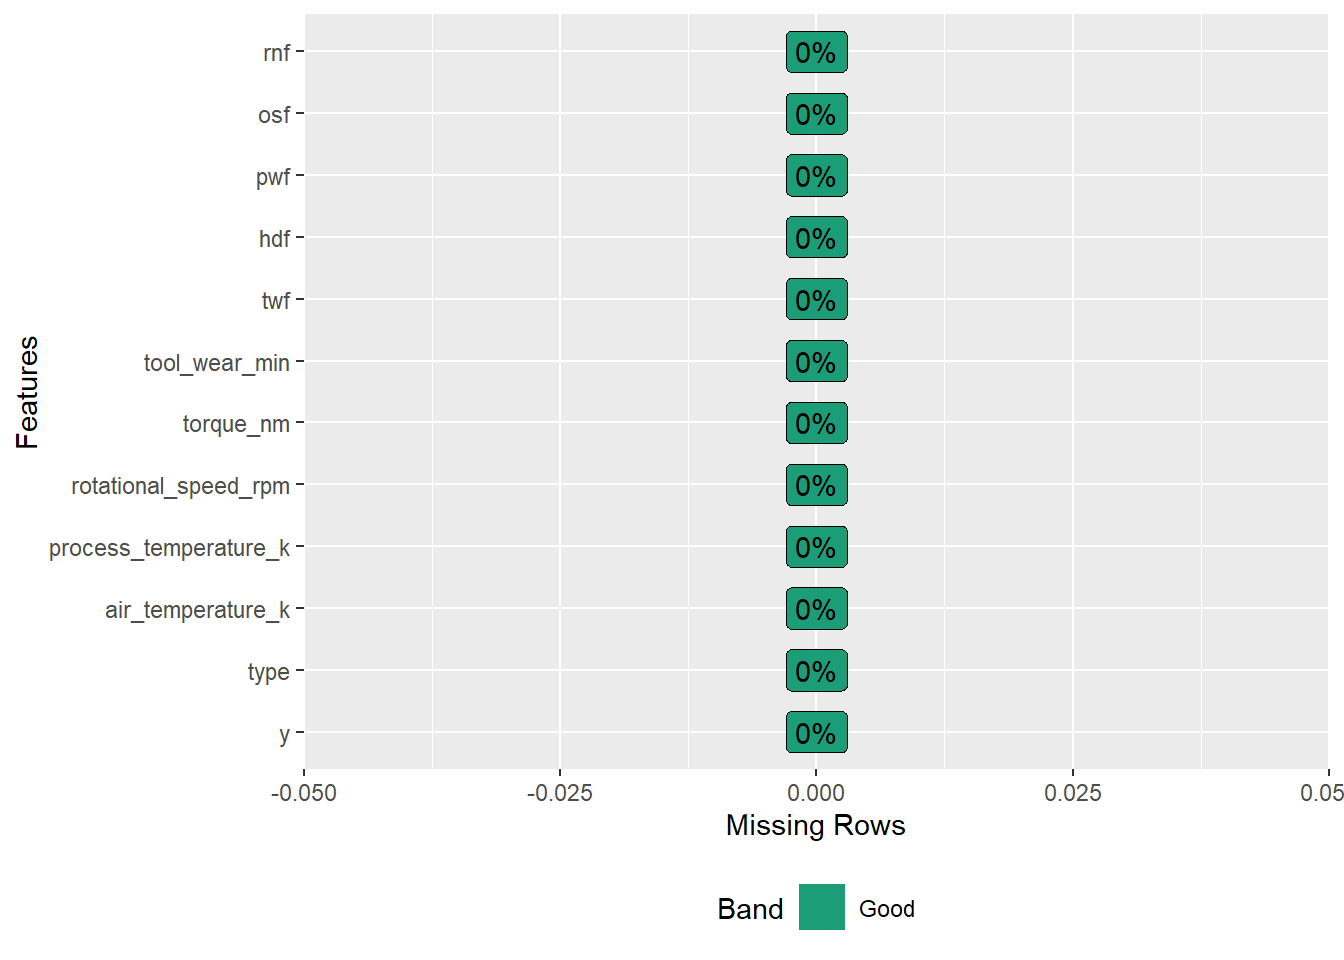 rnf 0%
osf 0%
pwf 0%
hdf 0%
twf 0%
tool_wear_min 0%
torque_nm 0%
rotational_speed_rpm 0%
process_temperature_k 0%
air_temperature_k 0%
type 0%
y 0%
Features
-0.050 -0.025 0.000 0.025 0.05
Missing Rows
Band Good